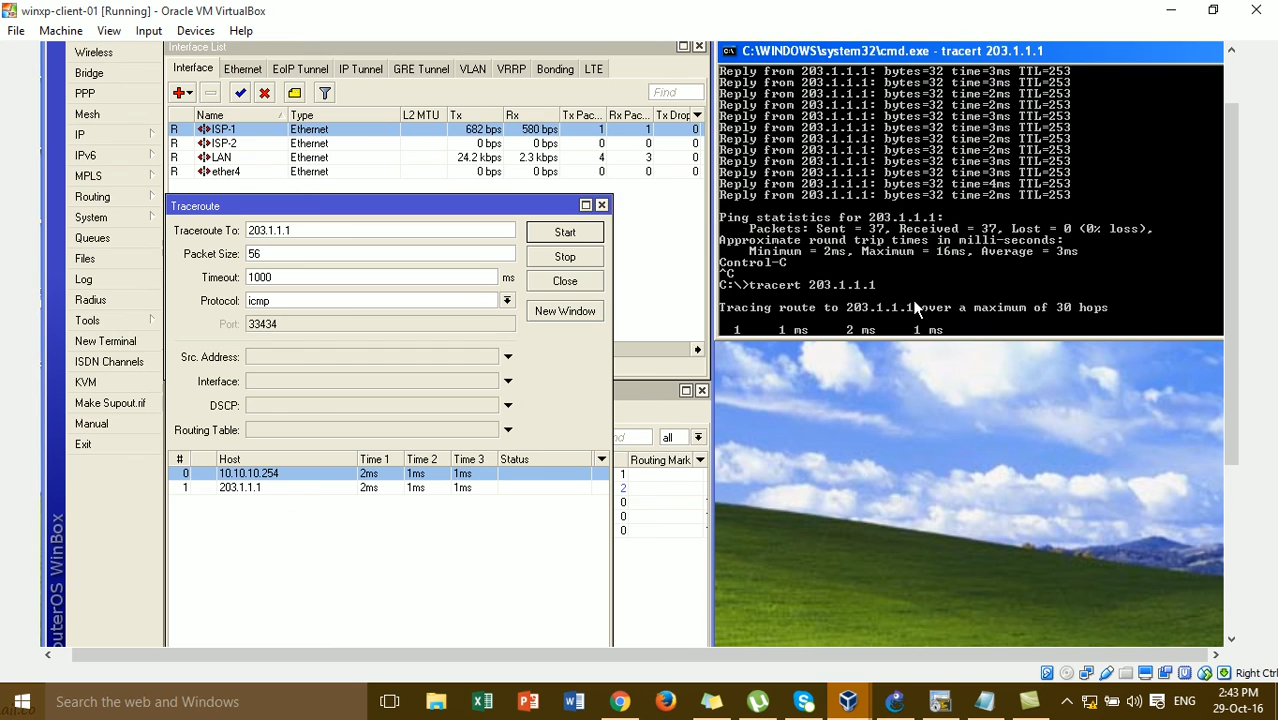 winxp-client-01 [Running] - Oracle VM VirtualBox
File Machine View Input Devices Help
Wireless
Bridge
PPP
Mesh
IP
IPv6
MPLS
Routing
System
Queues
Files
Log
Radius
Tools
New Terminal
ISDN Channels
KVM
Make Supout.rif
Manual
Exit
outerOS WinBox
Interface List
Interface Ethernet EoIP Tunnel IP Tunnel GRE Tunnel VLAN VRRP Bonding LTE
Find
Name Type L2 MTU Tx Rx Tx Pac... Rx Pac... Tx Drop
R ISP-1 Ethernet 682 bps 580 bps 1 1 0
R ISP-2 Ethernet 0 bps 0 bps 0 0 0
R LAN Ethernet 24.2 kbps 2.3 kbps 4 3 0
R ether4 Ethernet 0 bps 0 bps 0 0 0
Traceroute
Traceroute To: 203.1.1.1 Start
Packet Size: 56 Stop
Timeout: 1000 ms Close
Protocol: icmp New Window
Port: 33434
Src. Address:
Interface:
DSCP:
Routing Table:
# Host Time 1 Time 2 Time 3 Status
0 10.10.10.254 2ms 1ms 1ms
1 203.1.1.1 2ms 1ms 1ms
nd all
Routing Mark
1
2
0
0
0
C:\WINDOWS\system32\cmd.exe - tracert 203.1.1.1
Reply from 203.1.1.1: bytes=32 time=3ms TTL=253
Reply from 203.1.1.1: bytes=32 time=3ms TTL=253
Reply from 203.1.1.1: bytes=32 time=2ms TTL=253
Reply from 203.1.1.1: bytes=32 time=3ms TTL=253
Reply from 203.1.1.1: bytes=32 time=3ms TTL=253
Reply from 203.1.1.1: bytes=32 time=3ms TTL=253
Reply from 203.1.1.1: bytes=32 time=2ms TTL=253
Reply from 203.1.1.1: bytes=32 time=2ms TTL=253
Reply from 203.1.1.1: bytes=32 time=2ms TTL=253
Reply from 203.1.1.1: bytes=32 time=3ms TTL=253
Reply from 203.1.1.1: bytes=32 time=4ms TTL=253
Reply from 203.1.1.1: bytes=32 time=2ms TTL=253
Ping statistics for 203.1.1.1:
Packets: Sent = 37, Received = 37, Lost = 0 (0% loss),
Approximate round trip times in milli-seconds:
Minimum = 2ms, Maximum = 16ms, Average = 3ms
Control-C
^C
C:\>tracert 203.1.1.1
Tracing route to 203.1.1.1 over a maximum of 30 hops
1 1 ms 2 ms 1 ms
Right Ctrl
Search the web and Windows
ENG
2:43 PM
29-Oct-16